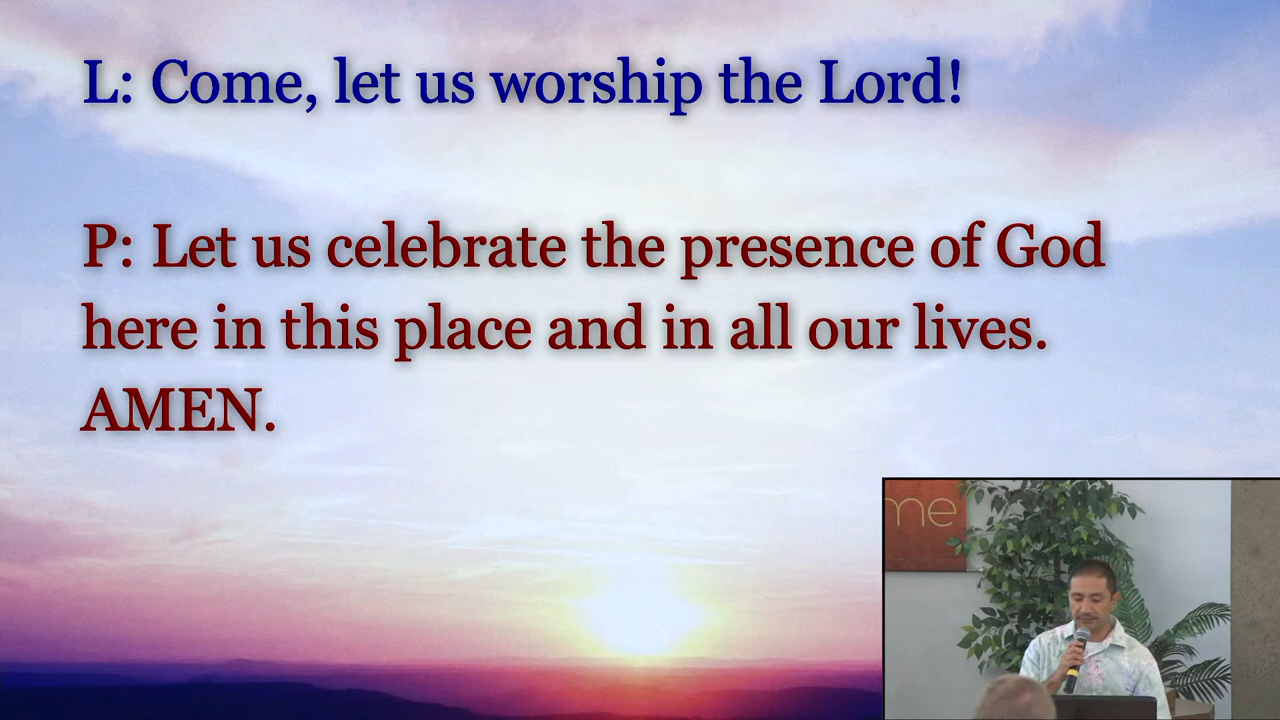 L: Come, let us worship the Lord!
P: Let us celebrate the presence of God
here in this place and in all our lives.
AMEN.
me